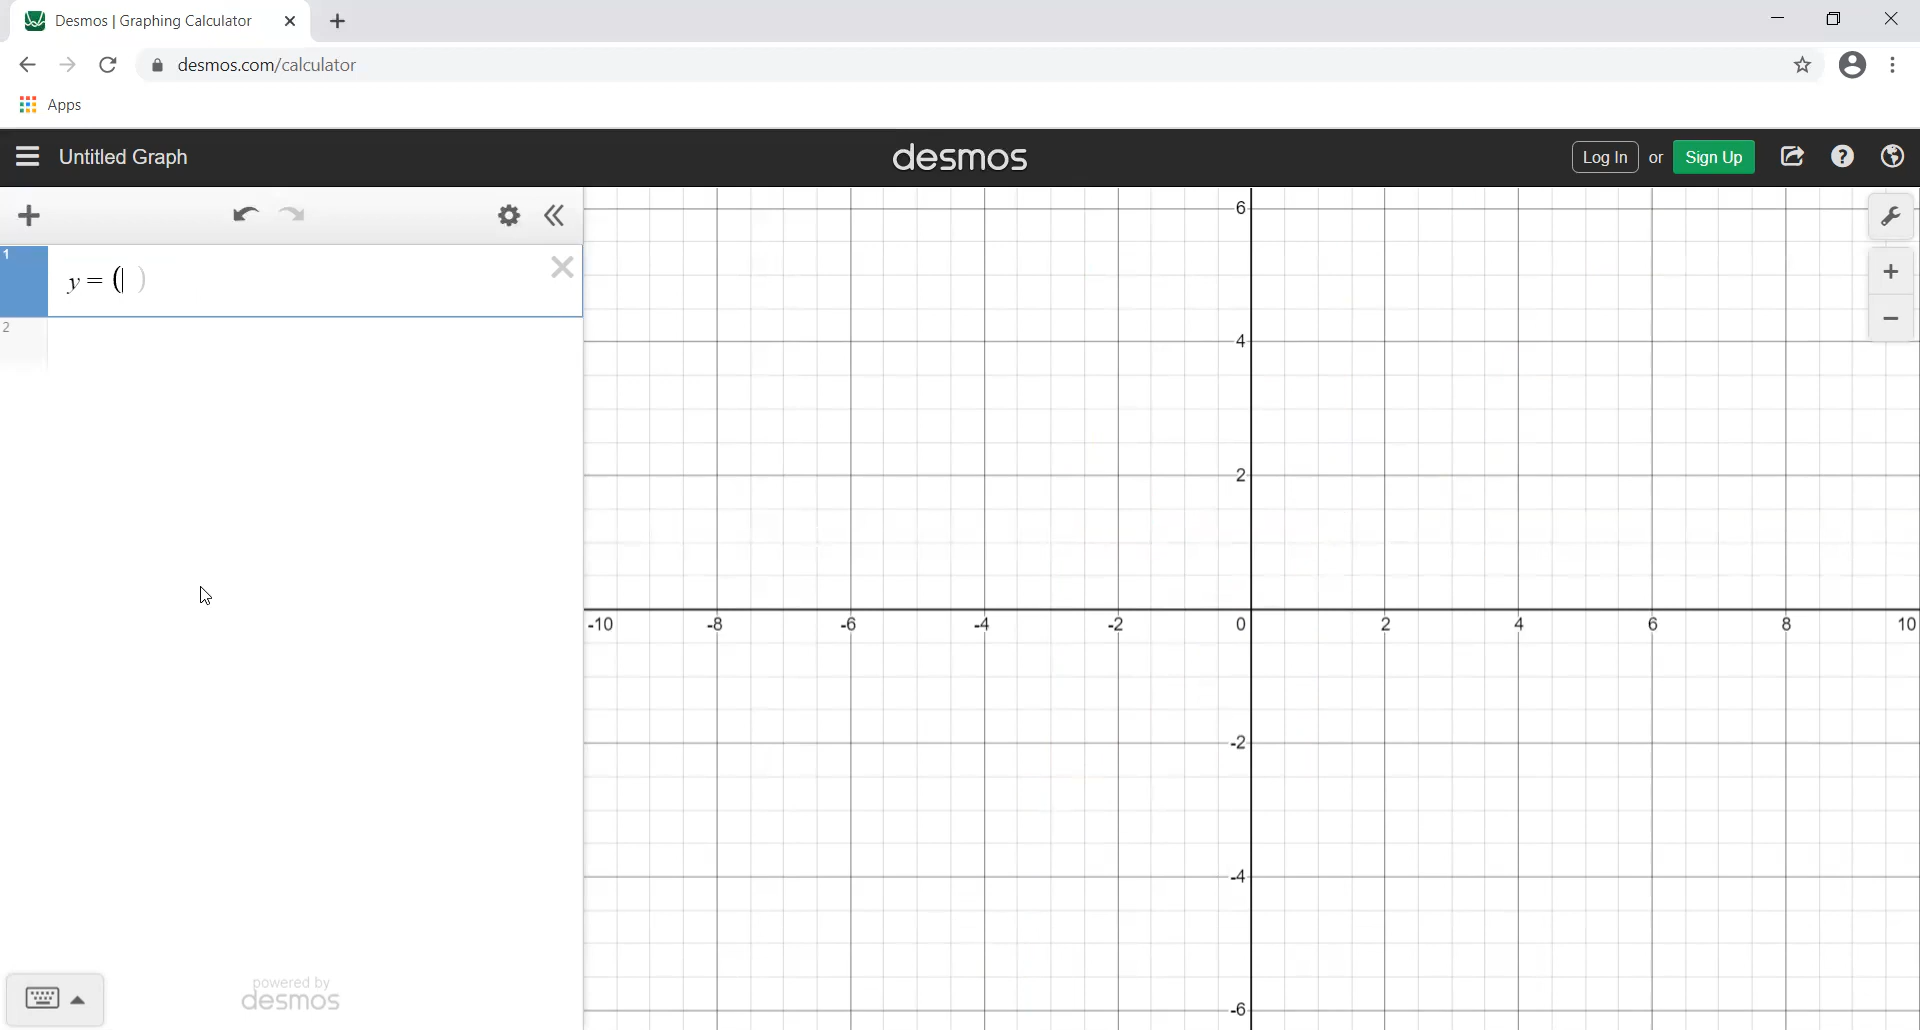 Desmos | Graphing Calculator
desmos.com/calculator
Apps
Untitled Graph
desmos
Log In or Sign Up
1
y = ( )
2
6
4
2
-10 -8 -6 -4 -2 0 2 4 6 8 10
-2
-4
-6
powered by
desmos